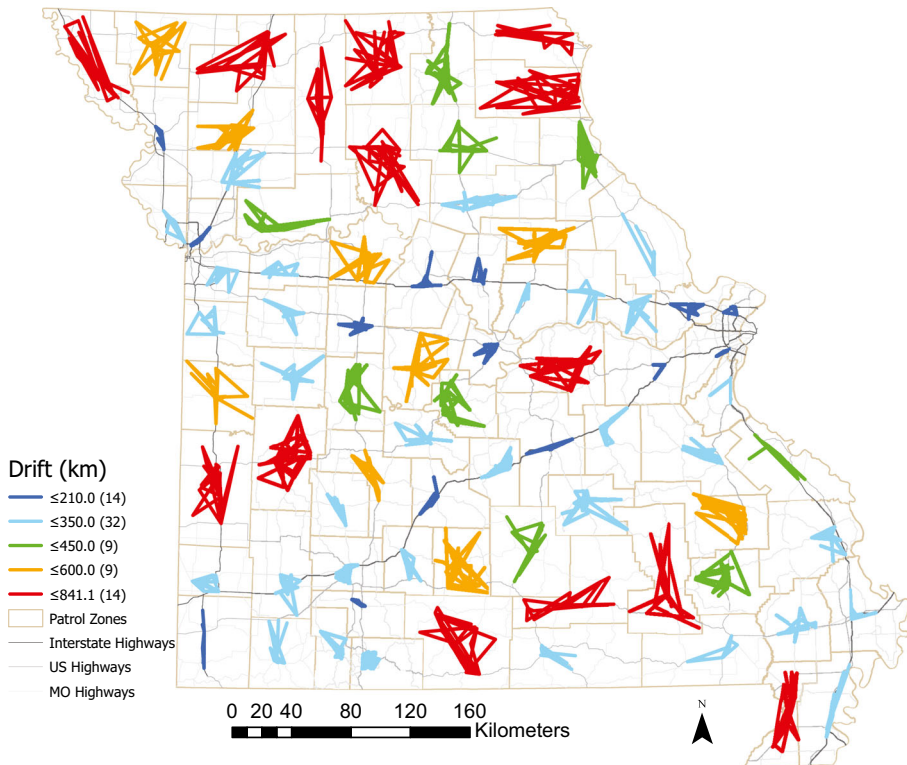 Drift (km)
≤210.0 (14)
≤350.0 (32)
≤450.0 (9)
≤600.0 (9)
≤841.1 (14)
Patrol Zones
Interstate Highways
US Highways
MO Highways
0 20 40 80 120 160
Kilometers
N